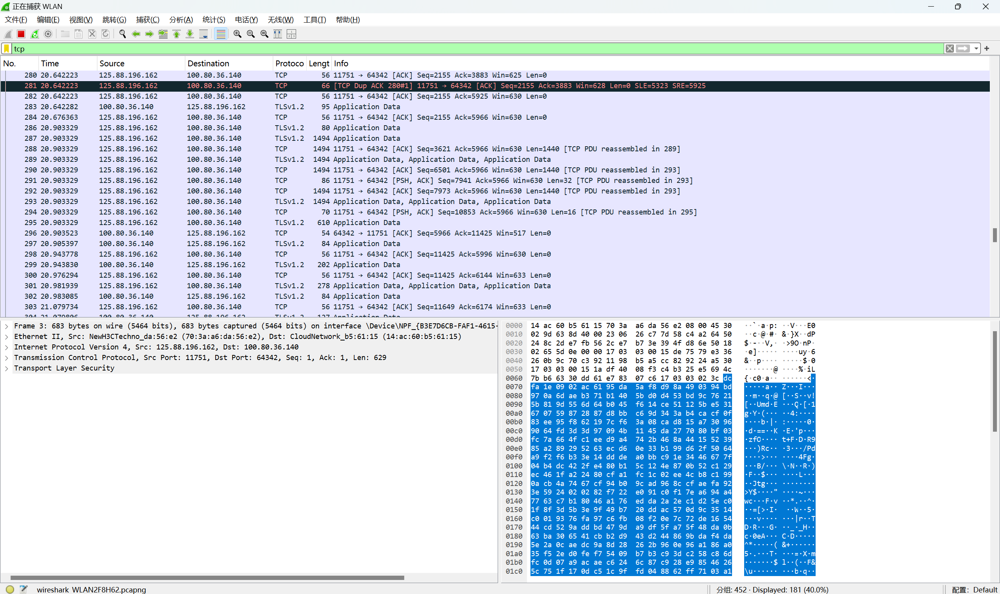 正在捕获 WLAN
文件(F) 编辑(E) 视图(V) 跳转(G) 捕获(C) 分析(A) 统计(S) 电话(Y) 无线(W) 工具(T) 帮助(H)
tcp
No. Time Source Destination Protoco Lengt Info
280 20.642223 125.88.196.162 100.80.36.140 TCP 56 11751 → 64342 [ACK] Seq=2155 Ack=3883 Win=625 Len=0
281 20.642223 125.88.196.162 100.80.36.140 TCP 66 [TCP Dup ACK 280#1] 11751 → 64342 [ACK] Seq=2155 Ack=3883 Win=628 Len=0 SLE=5323 SRE=5925
282 20.642223 125.88.196.162 100.80.36.140 TCP 56 11751 → 64342 [ACK] Seq=2155 Ack=5925 Win=630 Len=0
283 20.642282 100.80.36.140 125.88.196.162 TLSv1.2 95 Application Data
284 20.676363 125.88.196.162 100.80.36.140 TCP 56 11751 → 64342 [ACK] Seq=2155 Ack=5966 Win=630 Len=0
286 20.903329 125.88.196.162 100.80.36.140 TLSv1.2 80 Application Data
287 20.903329 125.88.196.162 100.80.36.140 TLSv1.2 1494 Application Data
288 20.903329 125.88.196.162 100.80.36.140 TCP 1494 11751 → 64342 [ACK] Seq=3621 Ack=5966 Win=630 Len=1440 [TCP PDU reassembled in 289]
289 20.903329 125.88.196.162 100.80.36.140 TLSv1.2 1494 Application Data, Application Data, Application Data
290 20.903329 125.88.196.162 100.80.36.140 TCP 1494 11751 → 64342 [ACK] Seq=6501 Ack=5966 Win=630 Len=1440 [TCP PDU reassembled in 293]
291 20.903329 125.88.196.162 100.80.36.140 TCP 86 11751 → 64342 [PSH, ACK] Seq=7941 Ack=5966 Win=630 Len=32 [TCP PDU reassembled in 293]
292 20.903329 125.88.196.162 100.80.36.140 TCP 1494 11751 → 64342 [ACK] Seq=7973 Ack=5966 Win=630 Len=1440 [TCP PDU reassembled in 293]
293 20.903329 125.88.196.162 100.80.36.140 TLSv1.2 1494 Application Data, Application Data, Application Data
294 20.903329 125.88.196.162 100.80.36.140 TCP 70 11751 → 64342 [PSH, ACK] Seq=10853 Ack=5966 Win=630 Len=16 [TCP PDU reassembled in 295]
295 20.903329 125.88.196.162 100.80.36.140 TLSv1.2 610 Application Data
296 20.903523 100.80.36.140 125.88.196.162 TCP 54 64342 → 11751 [ACK] Seq=5966 Ack=11425 Win=517 Len=0
297 20.905397 100.80.36.140 125.88.196.162 TLSv1.2 84 Application Data
298 20.943778 125.88.196.162 100.80.36.140 TCP 56 11751 → 64342 [ACK] Seq=11425 Ack=5996 Win=630 Len=0
299 20.943830 100.80.36.140 125.88.196.162 TLSv1.2 202 Application Data
300 20.976294 125.88.196.162 100.80.36.140 TCP 56 11751 → 64342 [ACK] Seq=11425 Ack=6144 Win=633 Len=0
301 20.981939 125.88.196.162 100.80.36.140 TLSv1.2 278 Application Data, Application Data, Application Data
302 20.983085 100.80.36.140 125.88.196.162 TLSv1.2 84 Application Data
303 21.079734 125.88.196.162 100.80.36.140 TCP 56 11751 → 64342 [ACK] Seq=11649 Ack=6174 Win=633 Len=0
Frame 3: 683 bytes on wire (5464 bits), 683 bytes captured (5464 bits) on interface \Device\NPF_{B3E7D6CB-FAF1-4615-
Ethernet II, Src: NewH3CTechno_da:56:e2 (70:3a:a6:da:56:e2), Dst: CloudNetwork_b5:61:15 (14:ac:60:b5:61:15)
Internet Protocol Version 4, Src: 125.88.196.162, Dst: 100.80.36.140
Transmission Control Protocol, Src Port: 11751, Dst Port: 64342, Seq: 1, Ack: 1, Len: 629
Transport Layer Security
0000 14 ac 60 b5 61 15 70 3a a6 da 56 e2 08 00 45 30 ··`·a·p: ··V···E0
0010 02 9d 63 8d 40 00 23 06 26 c7 7d 58 c4 a2 64 50 ··c·@·#· &·}X··dP
0020 24 8c 2d e7 fb 56 2c e7 b7 3e 39 4f d8 6e 50 18 $·-··V,· ·>9O·nP·
0030 02 65 5d 0e 00 00 17 03 03 00 15 de 75 79 e3 36 ·e]····· ····uy·6
0040 26 0b 9c 70 c3 92 11 98 b5 a5 cc 82 92 24 a5 30 &··p···· ·····$·0
0050 17 03 03 00 15 1a df 40 08 f3 c4 b3 25 e5 69 4c ·······@ ····%·iL
0060 7b b6 63 30 dd 61 e7 83 07 c6 17 03 03 02 3c dc {·c0·a·· ······<·
0070 fa 1e 09 02 ac 61 95 da 5a f8 d9 8a 49 03 94 bd ·····a·· Z···I···
0080 97 0a 6d ae b3 71 b1 40 5b d0 d4 53 bd 9c 76 21 ··m··q·@ [··S··v!
0090 5b 81 9d 55 6d 64 b0 45 f6 14 ce 51 12 5b e5 31 [··Umd·E ···Q·[·1
00a0 67 07 59 87 28 87 d8 bb c6 9d 34 3a b4 ca cf 0f g·Y·(··· ··4:····
00b0 83 ee 95 f8 62 19 7c f6 3a 08 ca d8 15 a7 30 96 ····b·|· :·····0·
00c0 90 64 fd 3d 3d 97 09 4b 11 45 da 27 70 80 bf 03 ·d·==··K ·E·'p···
00d0 fc 7a 66 4f c1 ee d9 a4 74 2b 46 8a 44 15 52 39 ·zfO···· t+F·D·R9
00e0 85 a2 89 29 52 63 ec d6 0e 33 b1 99 d6 2f 50 64 ···)Rc·· ·3···/Pd
00f0 a9 f2 f6 b3 3e 14 dd de a0 bb c9 1e 34 46 67 7f ····>··· ····4Fg·
0100 04 b4 dc 42 2f e4 80 b1 5c 12 4e 87 0b 52 c1 29 ···B/··· \·N··R·)
0110 ec 46 1f a2 24 80 cf a1 fc 1c 02 ee 4c b8 c1 99 ·F··$··· ····L···
0120 0a cb 4a 74 67 cf 94 b0 9c ad 96 8c cf ae fa 92 ··Jtg··· ········
0130 3e 59 24 02 02 82 f7 22 e0 91 c0 f1 7e a6 94 a4 >Y$····" ····~···
0140 77 63 c7 b1 80 46 a1 76 ed da 2a 2e c1 d2 5e c0 wc···F·v ··*.··^·
0150 1f 8f 3d 5b 3e 9f 49 b7 20 dd ac 57 0d 9c 35 14 ··=[>·I·  ··W··5·
0160 c0 01 93 76 fa 97 c6 fb 08 f2 0e 7c 72 de 16 54 ···v···· ···|r··T
0170 44 cd 52 9a dd bd 47 9d a9 df 5f a7 5f 48 da 0b D·R···G· ··_·_H··
0180 63 ba 30 65 41 cb b2 d9 43 d2 44 86 9b da f4 da c·0eA··· C·D·····
0190 5e 2a 0c ae dc 9a 8d 28 26 2b 96 0e 96 a1 86 a0 ^*·····( &+······
01a0 35 f5 2e d0 fe f7 54 09 b7 b3 c9 3d c2 58 c8 6d 5·.···T· ···=·X·m
01b0 fc 0d 07 a9 ac ae c6 24 6c 87 c9 28 e9 85 46 26 ·······$ l··(··F&
01c0 5c 75 1f 17 0d c5 1c 9f fd 04 88 62 ff 71 03 a1 \u······ ···b·q··
wireshark_WLAN2F8H62.pcapng 分组: 452 · Displayed: 181 (40.0%) 配置: Default